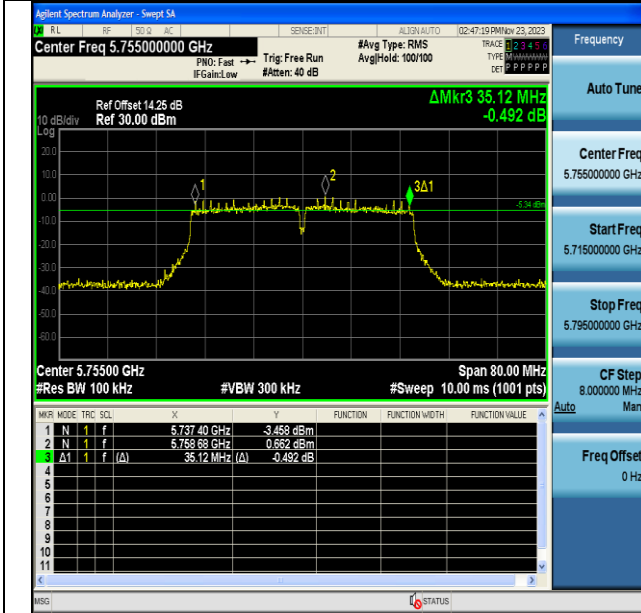 Agilent Spectrum Analyzer - Swept SA
RL RF 50 Ω AC SENSE:INT ALIGN AUTO 02:47:19 PM Nov 23, 2023
Center Freq 5.755000000 GHz #Avg Type: RMS TRACE 1 2 3 4 5 6
PNO: Fast Trig: Free Run Avg|Hold: 100/100 TYPE
IFGain:Low #Atten: 40 dB DET P P P P P P
Frequency
Auto Tune
Center Freq
5.755000000 GHz
Start Freq
5.715000000 GHz
Stop Freq
5.795000000 GHz
CF Step
8.000000 MHz
Auto Man
Freq Offset
0 Hz
ΔMkr3 35.12 MHz
-0.492 dB
Ref Offset 14.25 dB
10 dB/div Ref 30.00 dBm
Log
20.0
10.0
0.00
-10.0
-20.0
-30.0
-40.0
-50.0
-60.0
1
2
3Δ1
-5.34 dBm
Center 5.75500 GHz Span 80.00 MHz
#Res BW 100 kHz #VBW 300 kHz #Sweep 10.00 ms (1001 pts)
MKR MODE TRC SCL X Y FUNCTION FUNCTION WIDTH FUNCTION VALUE
1 N 1 f 5.737 40 GHz -3.458 dBm
2 N 1 f 5.758 68 GHz 0.662 dBm
3 Δ1 1 f (Δ) 35.12 MHz (Δ) -0.492 dB
4
5
6
7
8
9
10
11
MSG STATUS